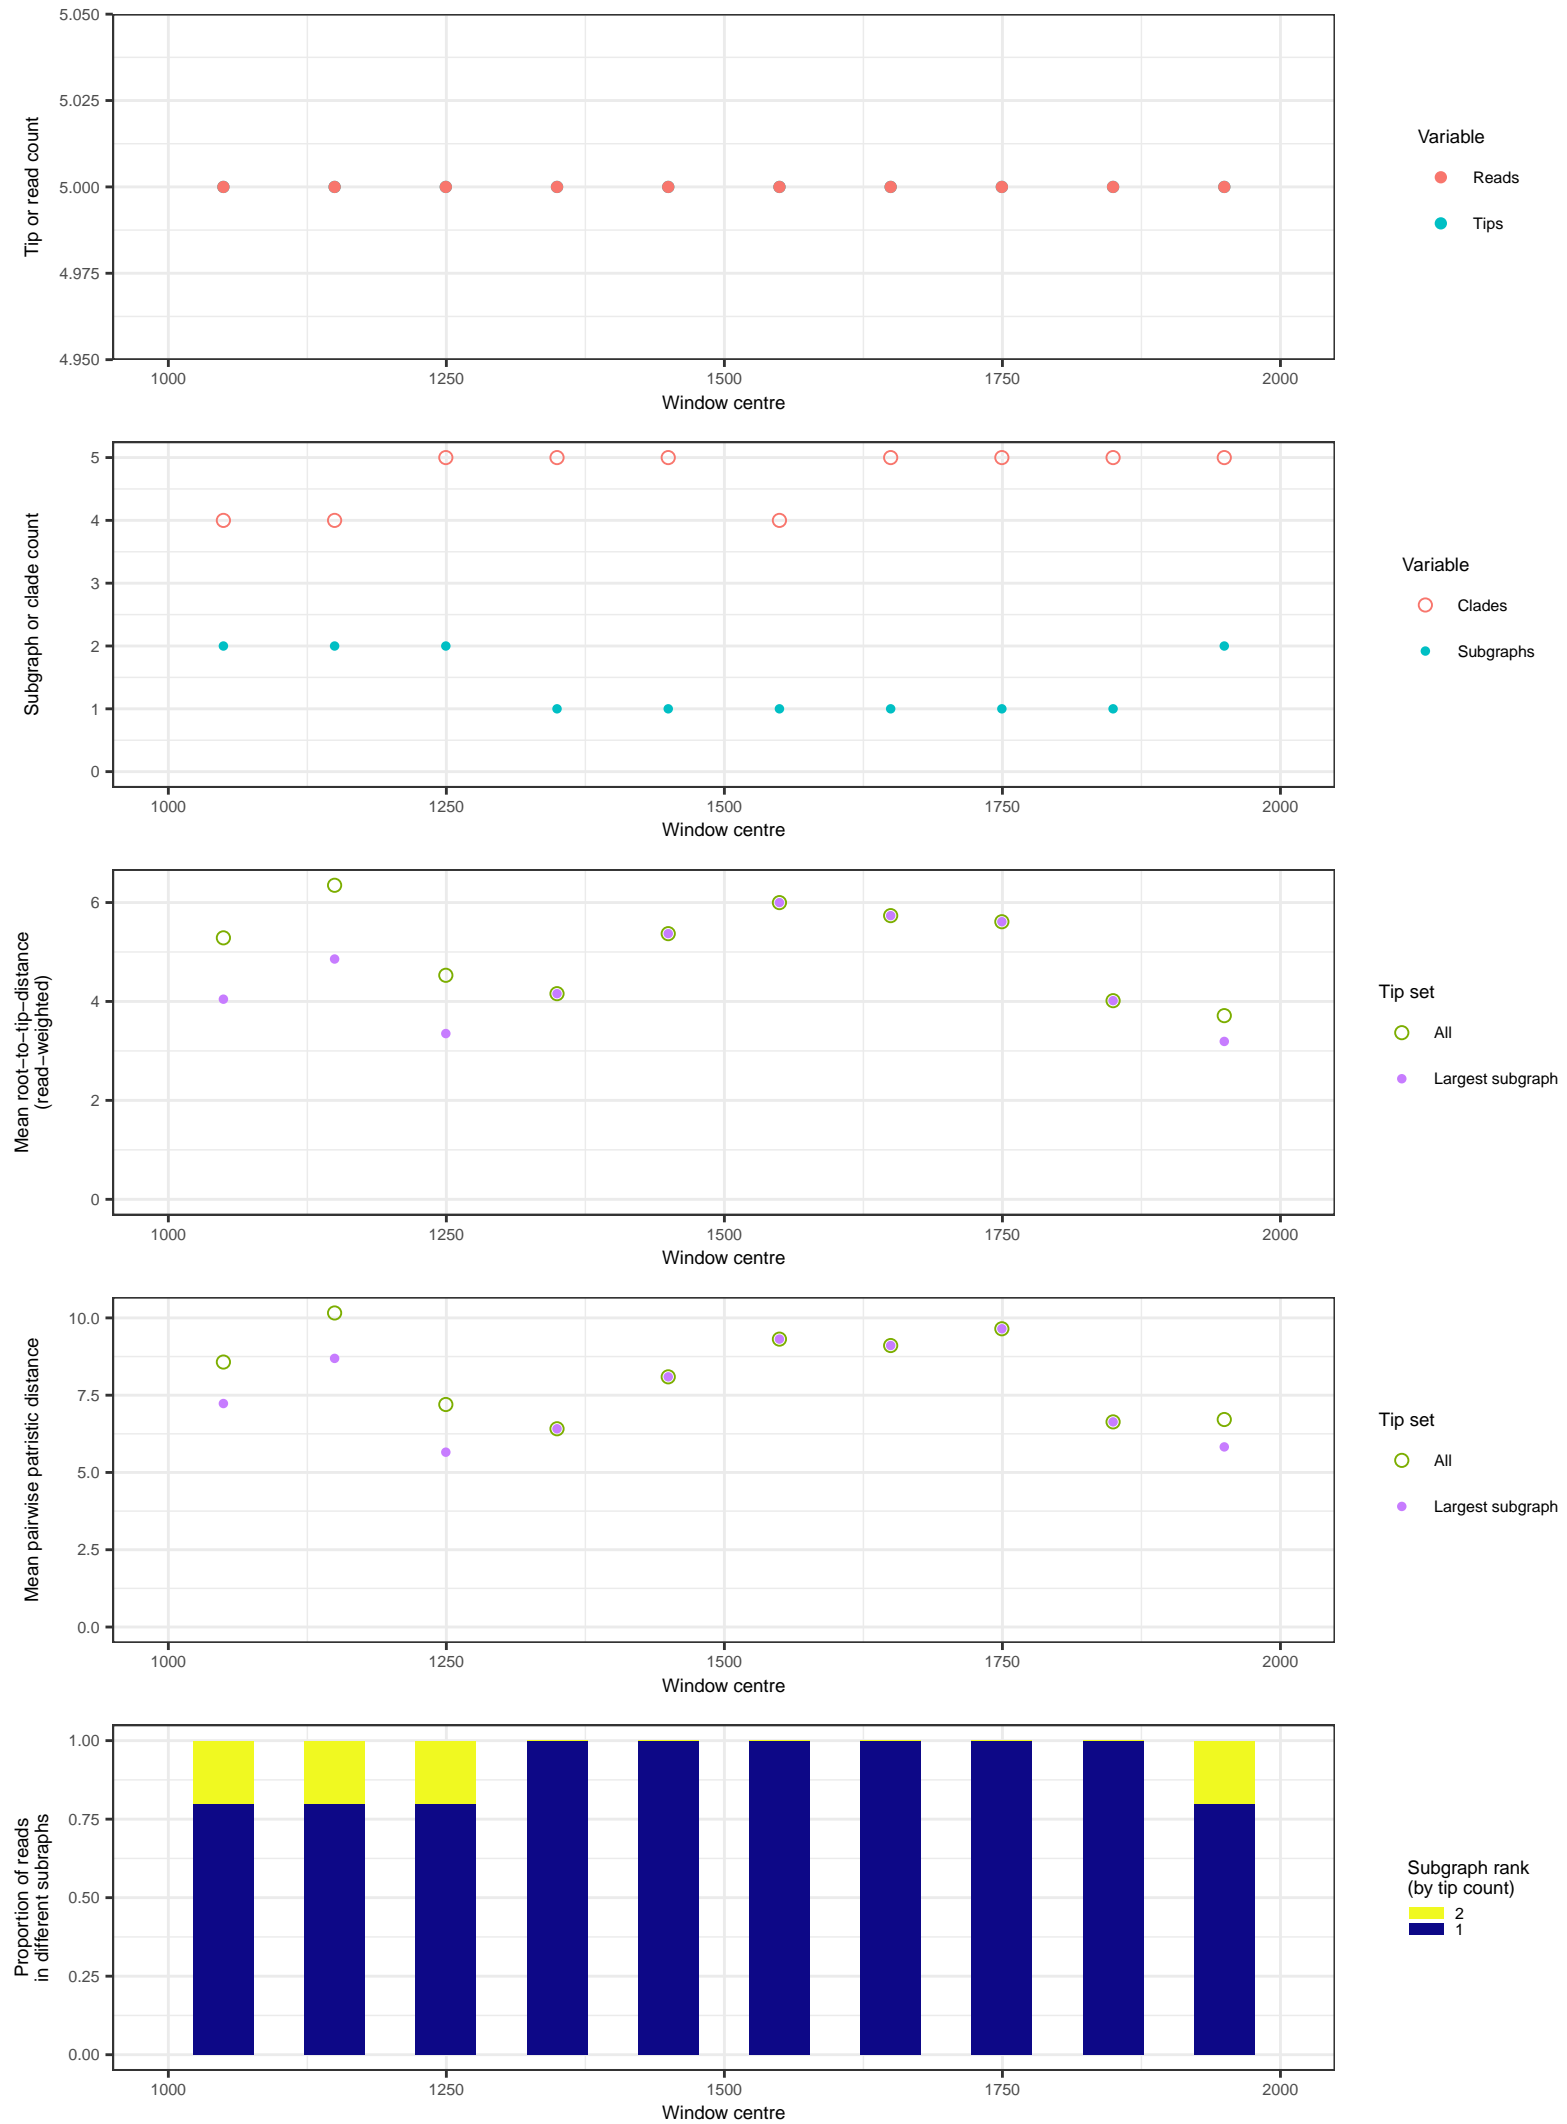 5.050
5.025
5.000
4.975
4.950
Tip or read count
1000 1250 1500 1750 2000
Window centre
Variable
Reads
Tips
5
4
3
2
1
0
Subgraph or clade count
1000 1250 1500 1750 2000
Window centre
Variable
Clades
Subgraphs
6
4
2
0
Mean root−to−tip−distance
(read−weighted)
1000 1250 1500 1750 2000
Window centre
Tip set
All
Largest subgraph
10.0
7.5
5.0
2.5
0.0
Mean pairwise patristic distance
1000 1250 1500 1750 2000
Window centre
Tip set
All
Largest subgraph
1.00
0.75
0.50
0.25
0.00
Proportion of reads
in different subraphs
1000 1250 1500 1750 2000
Window centre
Subgraph rank
(by tip count)
2
1